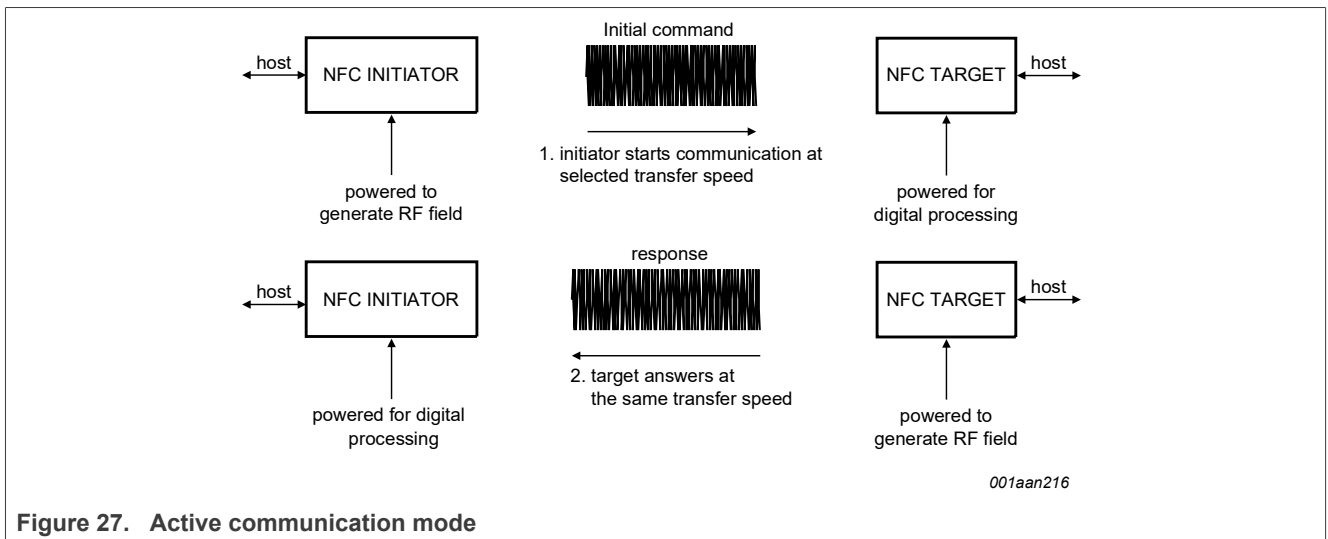 Initial command
host
NFC INITIATOR
NFC TARGET
host
1. initiator starts communication at
selected transfer speed
powered to
generate RF field
powered for
digital processing
response
host
NFC INITIATOR
NFC TARGET
host
2. target answers at
the same transfer speed
powered for digital
processing
powered to
generate RF field
001aan216
Figure 27. Active communication mode